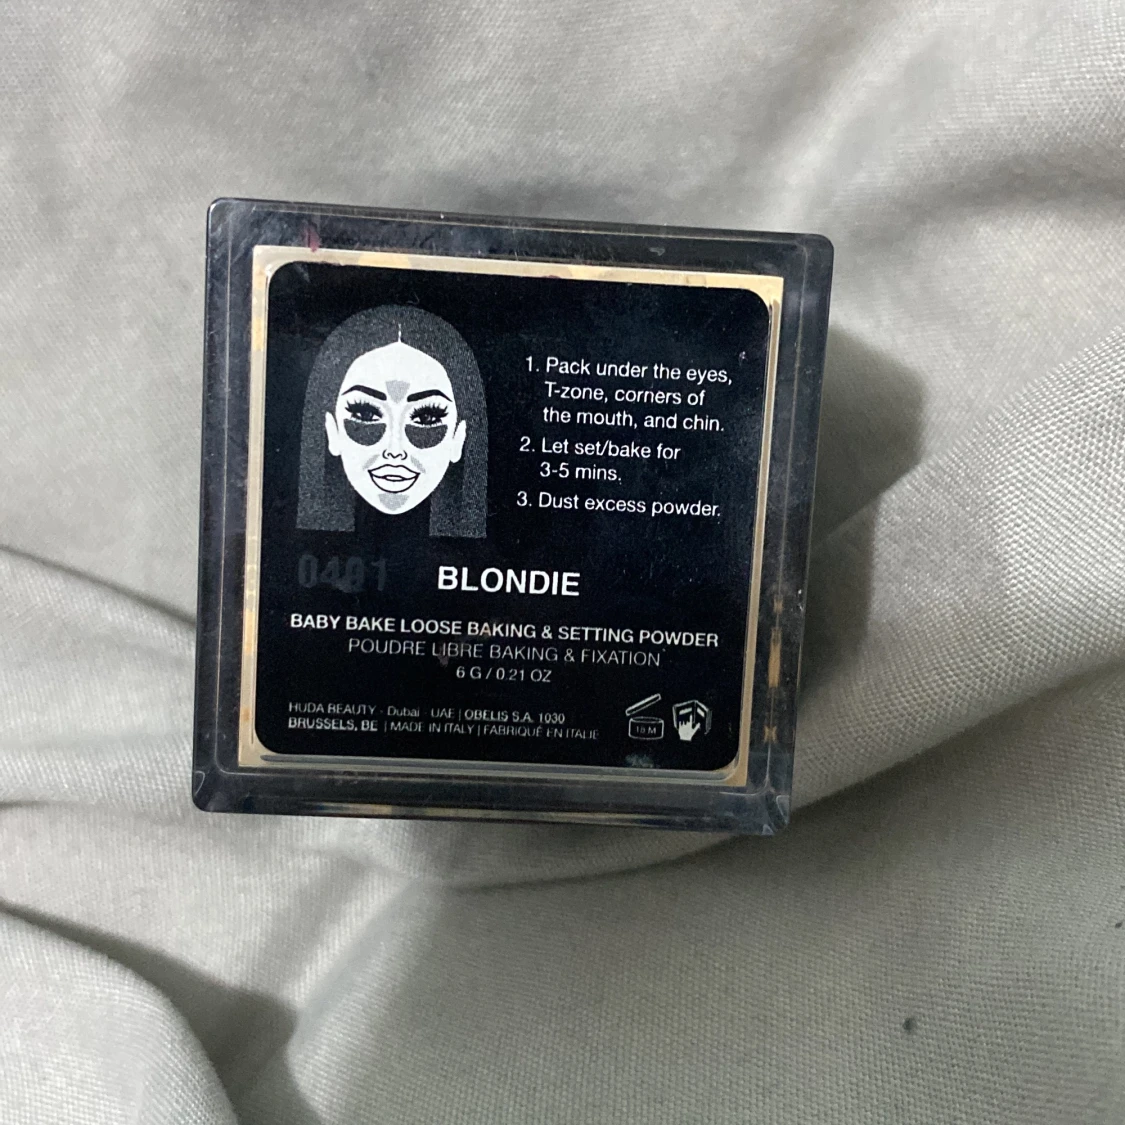 1. Pack under the eyes,
T-zone, corners of
the mouth, and chin.
2. Let set/bake for
3-5 mins.
3. Dust excess powder.
0401
BLONDIE
BABY BAKE LOOSE BAKING & SETTING POWDER
POUDRE LIBRE BAKING & FIXATION
6 G / 0.21 OZ
HUDA BEAUTY - Dubai - UAE | OBELIS S.A. 1030
BRUSSELS, BE | MADE IN ITALY | FABRIQUÉ EN ITALIE
18 M